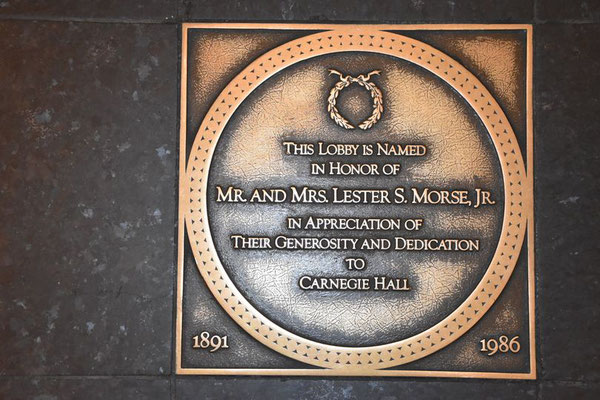 THIS LOBBY IS NAMED
IN HONOR OF
MR. AND MRS. LESTER S. MORSE, JR.
IN APPRECIATION OF
THEIR GENEROSITY AND DEDICATION
TO
CARNEGIE HALL
1891 1986